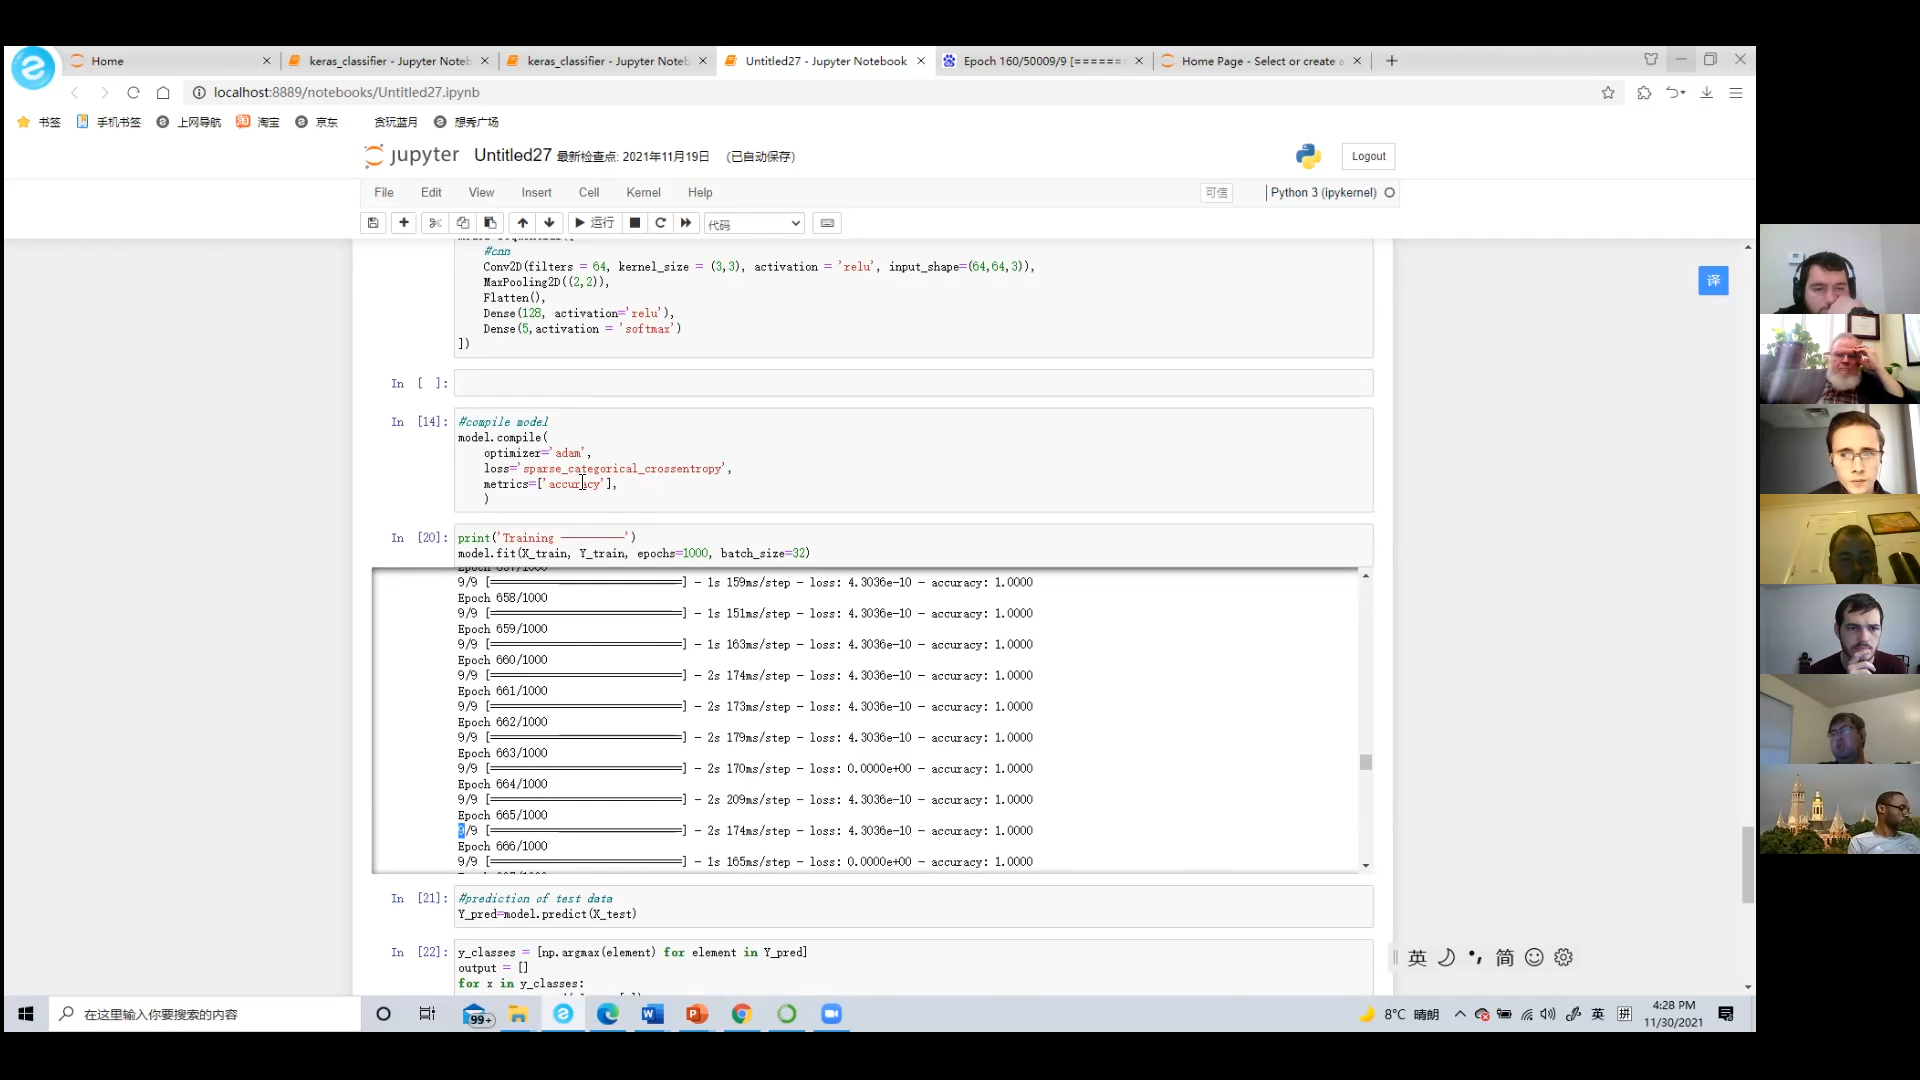 Home
keras_classifier - Jupyter Noteb
keras_classifier - Jupyter Noteb
Untitled27 - Jupyter Notebook
Epoch 160/50009/9 [======
Home Page - Select or create a
localhost:8889/notebooks/Untitled27.ipynb
书签 手机书签 上网导航 淘宝 京东 贪玩蓝月 想秀广场
jupyter Untitled27 最新检查点: 2021年11月19日 (已自动保存)
Logout
File Edit View Insert Cell Kernel Help
可信
Python 3 (ipykernel)
运行
代码
译
#cnn
Conv2D(filters = 64, kernel_size = (3,3), activation = 'relu', input_shape=(64,64,3)),
MaxPooling2D((2,2)),
Flatten(),
Dense(128, activation='relu'),
Dense(5,activation = 'softmax')
])
In [ ]:
In [14]: #compile model
model.compile(
optimizer='adam',
loss='sparse_categorical_crossentropy',
metrics=['accuracy'],
)
In [20]: print('Training ──────────')
model.fit(X_train, Y_train, epochs=1000, batch_size=32)
9/9 [==============================] - 1s 159ms/step - loss: 4.3036e-10 - accuracy: 1.0000
Epoch 658/1000
9/9 [==============================] - 1s 151ms/step - loss: 4.3036e-10 - accuracy: 1.0000
Epoch 659/1000
9/9 [==============================] - 1s 163ms/step - loss: 4.3036e-10 - accuracy: 1.0000
Epoch 660/1000
9/9 [==============================] - 2s 174ms/step - loss: 4.3036e-10 - accuracy: 1.0000
Epoch 661/1000
9/9 [==============================] - 2s 173ms/step - loss: 4.3036e-10 - accuracy: 1.0000
Epoch 662/1000
9/9 [==============================] - 2s 179ms/step - loss: 4.3036e-10 - accuracy: 1.0000
Epoch 663/1000
9/9 [==============================] - 2s 170ms/step - loss: 0.0000e+00 - accuracy: 1.0000
Epoch 664/1000
9/9 [==============================] - 2s 209ms/step - loss: 4.3036e-10 - accuracy: 1.0000
Epoch 665/1000
9/9 [==============================] - 2s 174ms/step - loss: 4.3036e-10 - accuracy: 1.0000
Epoch 666/1000
9/9 [==============================] - 1s 165ms/step - loss: 0.0000e+00 - accuracy: 1.0000
In [21]: #prediction of test data
Y_pred=model.predict(X_test)
In [22]: y_classes = [np.argmax(element) for element in Y_pred]
output = []
for x in y_classes:
英 简
在这里输入你要搜索的内容
99+
8°C 晴朗
英 拼
4:28 PM
11/30/2021